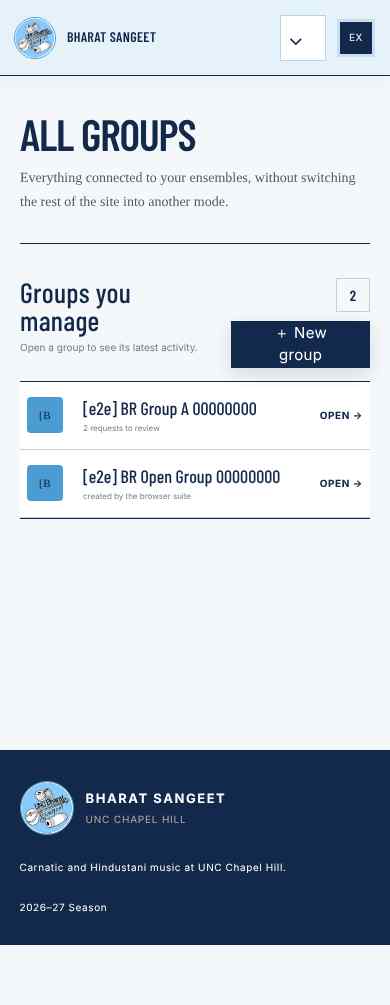 BHARAT SANGEET
EX
ALL GROUPS
Everything connected to your ensembles, without switching
the rest of the site into another mode.
Groups you
manage
2
Open a group to see its latest activity.
+ New
group
[B
[e2e] BR Group A 00000000
2 requests to review
OPEN →
[B
[e2e] BR Open Group 00000000
created by the browser suite
OPEN →
BHARAT SANGEET
UNC CHAPEL HILL
Carnatic and Hindustani music at UNC Chapel Hill.
2026–27 Season